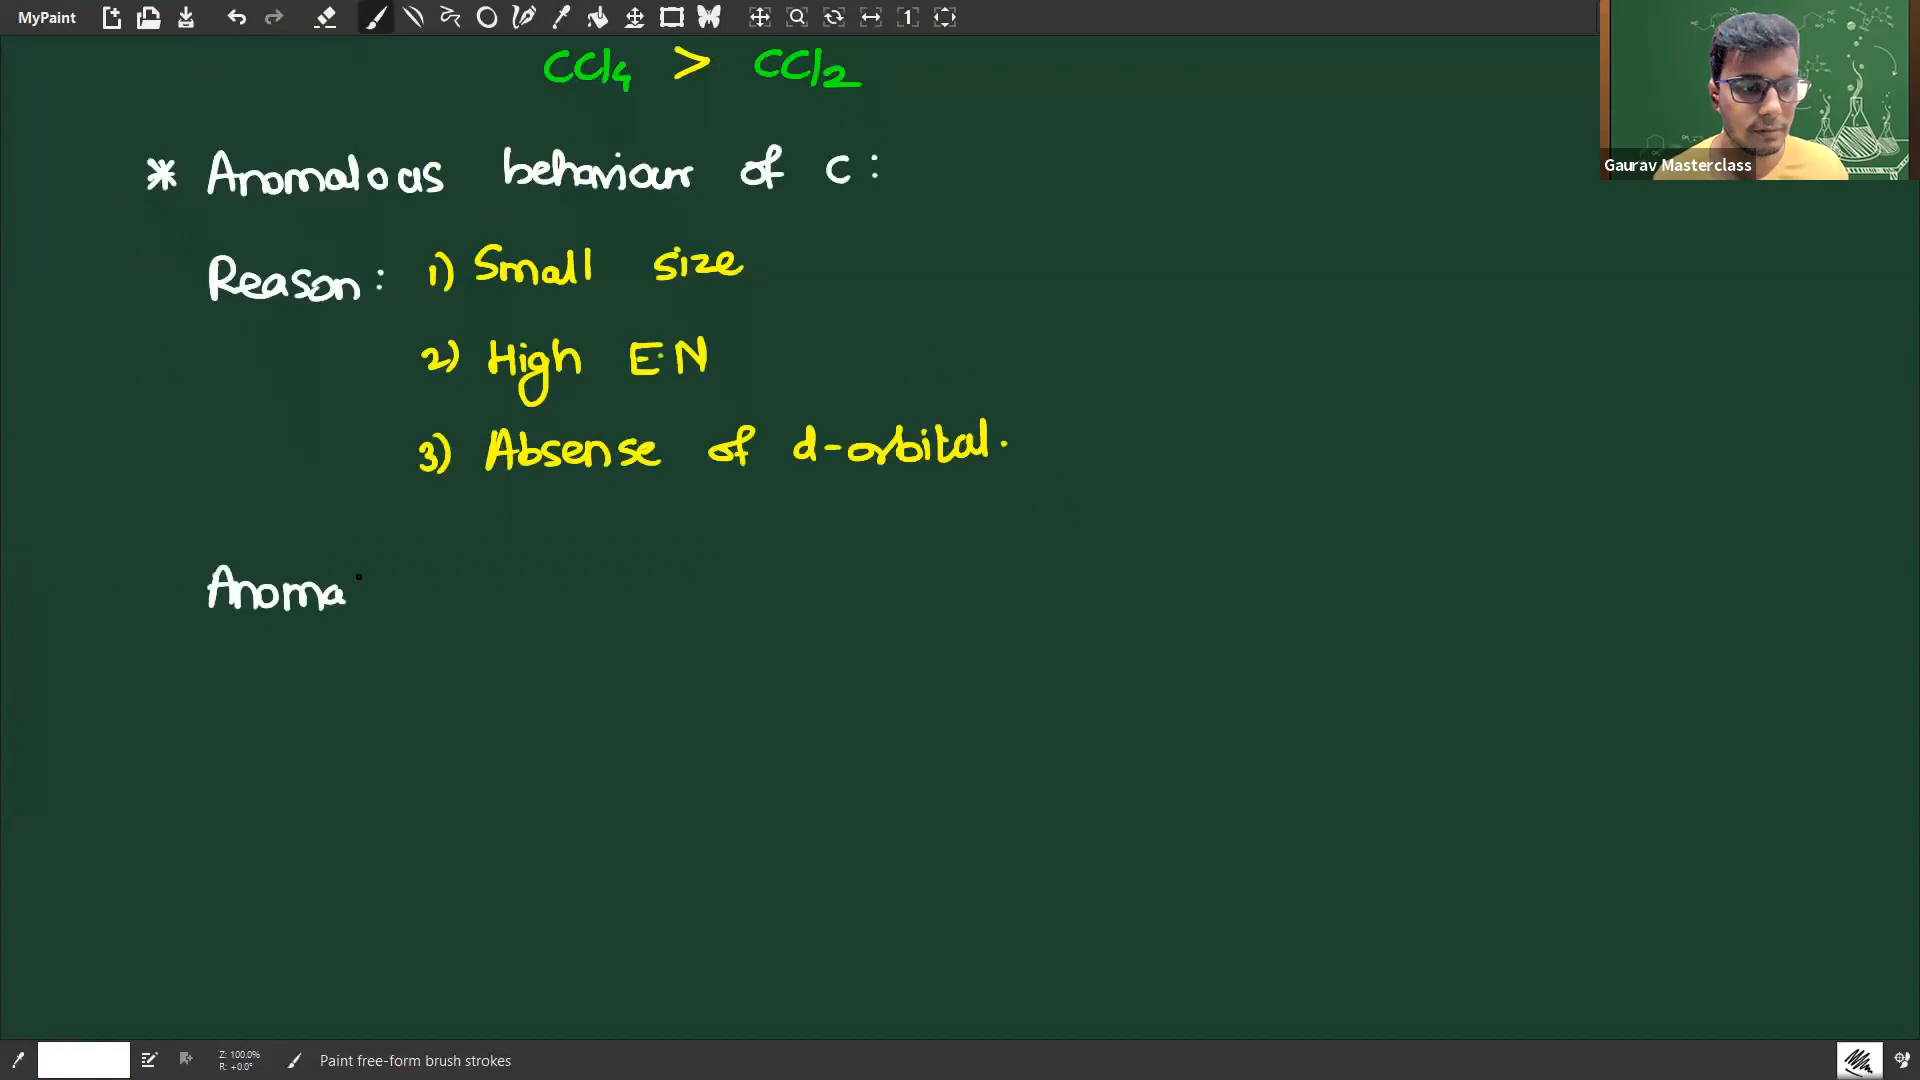 MyPaint
CCl4 > CCl2
* Anomalous behaviour of C:
Reason: 1) Small size
2) High E.N
3) Absense of d-orbital.
Anoma
Gaurav Masterclass
Z: 100.0%
R: +0.0°
Paint free-form brush strokes